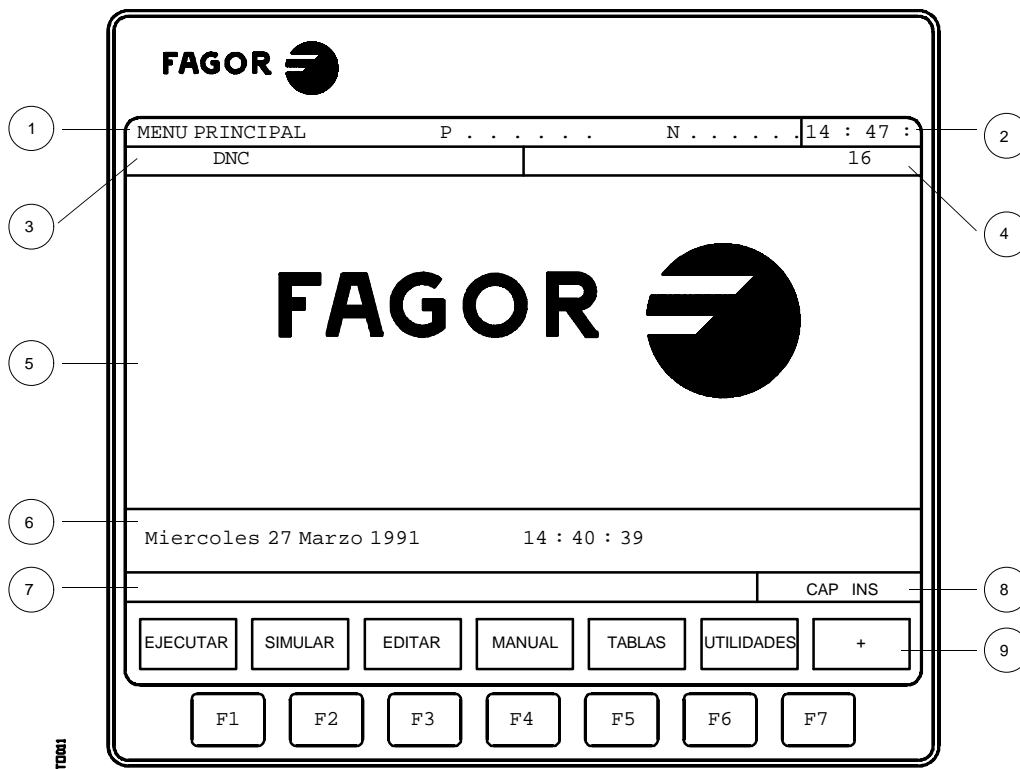 FAGOR
1
MENU PRINCIPAL P . . . . . . N . . . . . . 14 : 47 :
2
DNC 16
3
4
FAGOR
5
6
Miercoles 27 Marzo 1991 14 : 40 : 39
7
CAP INS
8
EJECUTAR SIMULAR EDITAR MANUAL TABLAS UTILIDADES +
9
F1 F2 F3 F4 F5 F6 F7